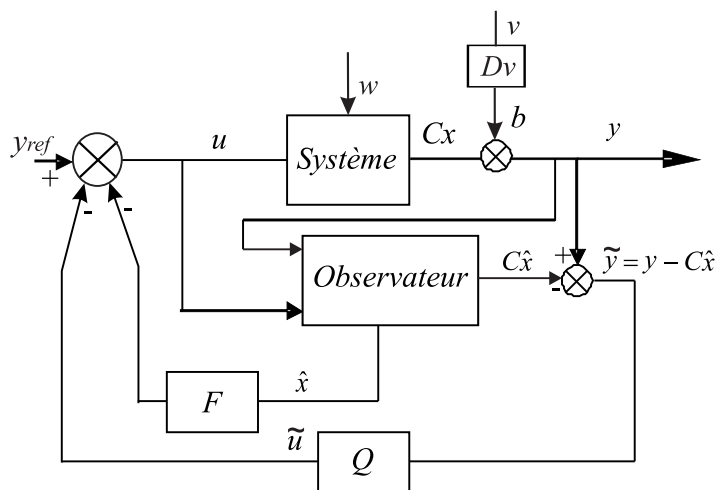 v
Dv
w
b
y_ref
+
u
Système
Cx
y
-
-
Observateur
Cx̂
+
-
ỹ = y − Cx̂
F
x̂
ũ
Q